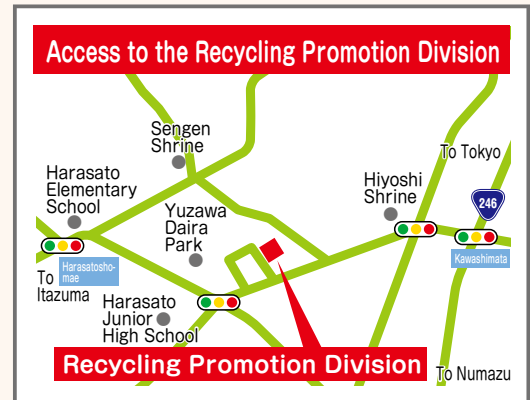 Access to the Recycling Promotion Division
Sengen
Shrine
To Tokyo
Harasato
Elementary
School
Hiyoshi
Shrine
246
Yuzawa
Daira
Park
Harasatosho-
mae
Kawashimata
To
Itazuma
Harasato
Junior
High School
Recycling Promotion Division
To Numazu